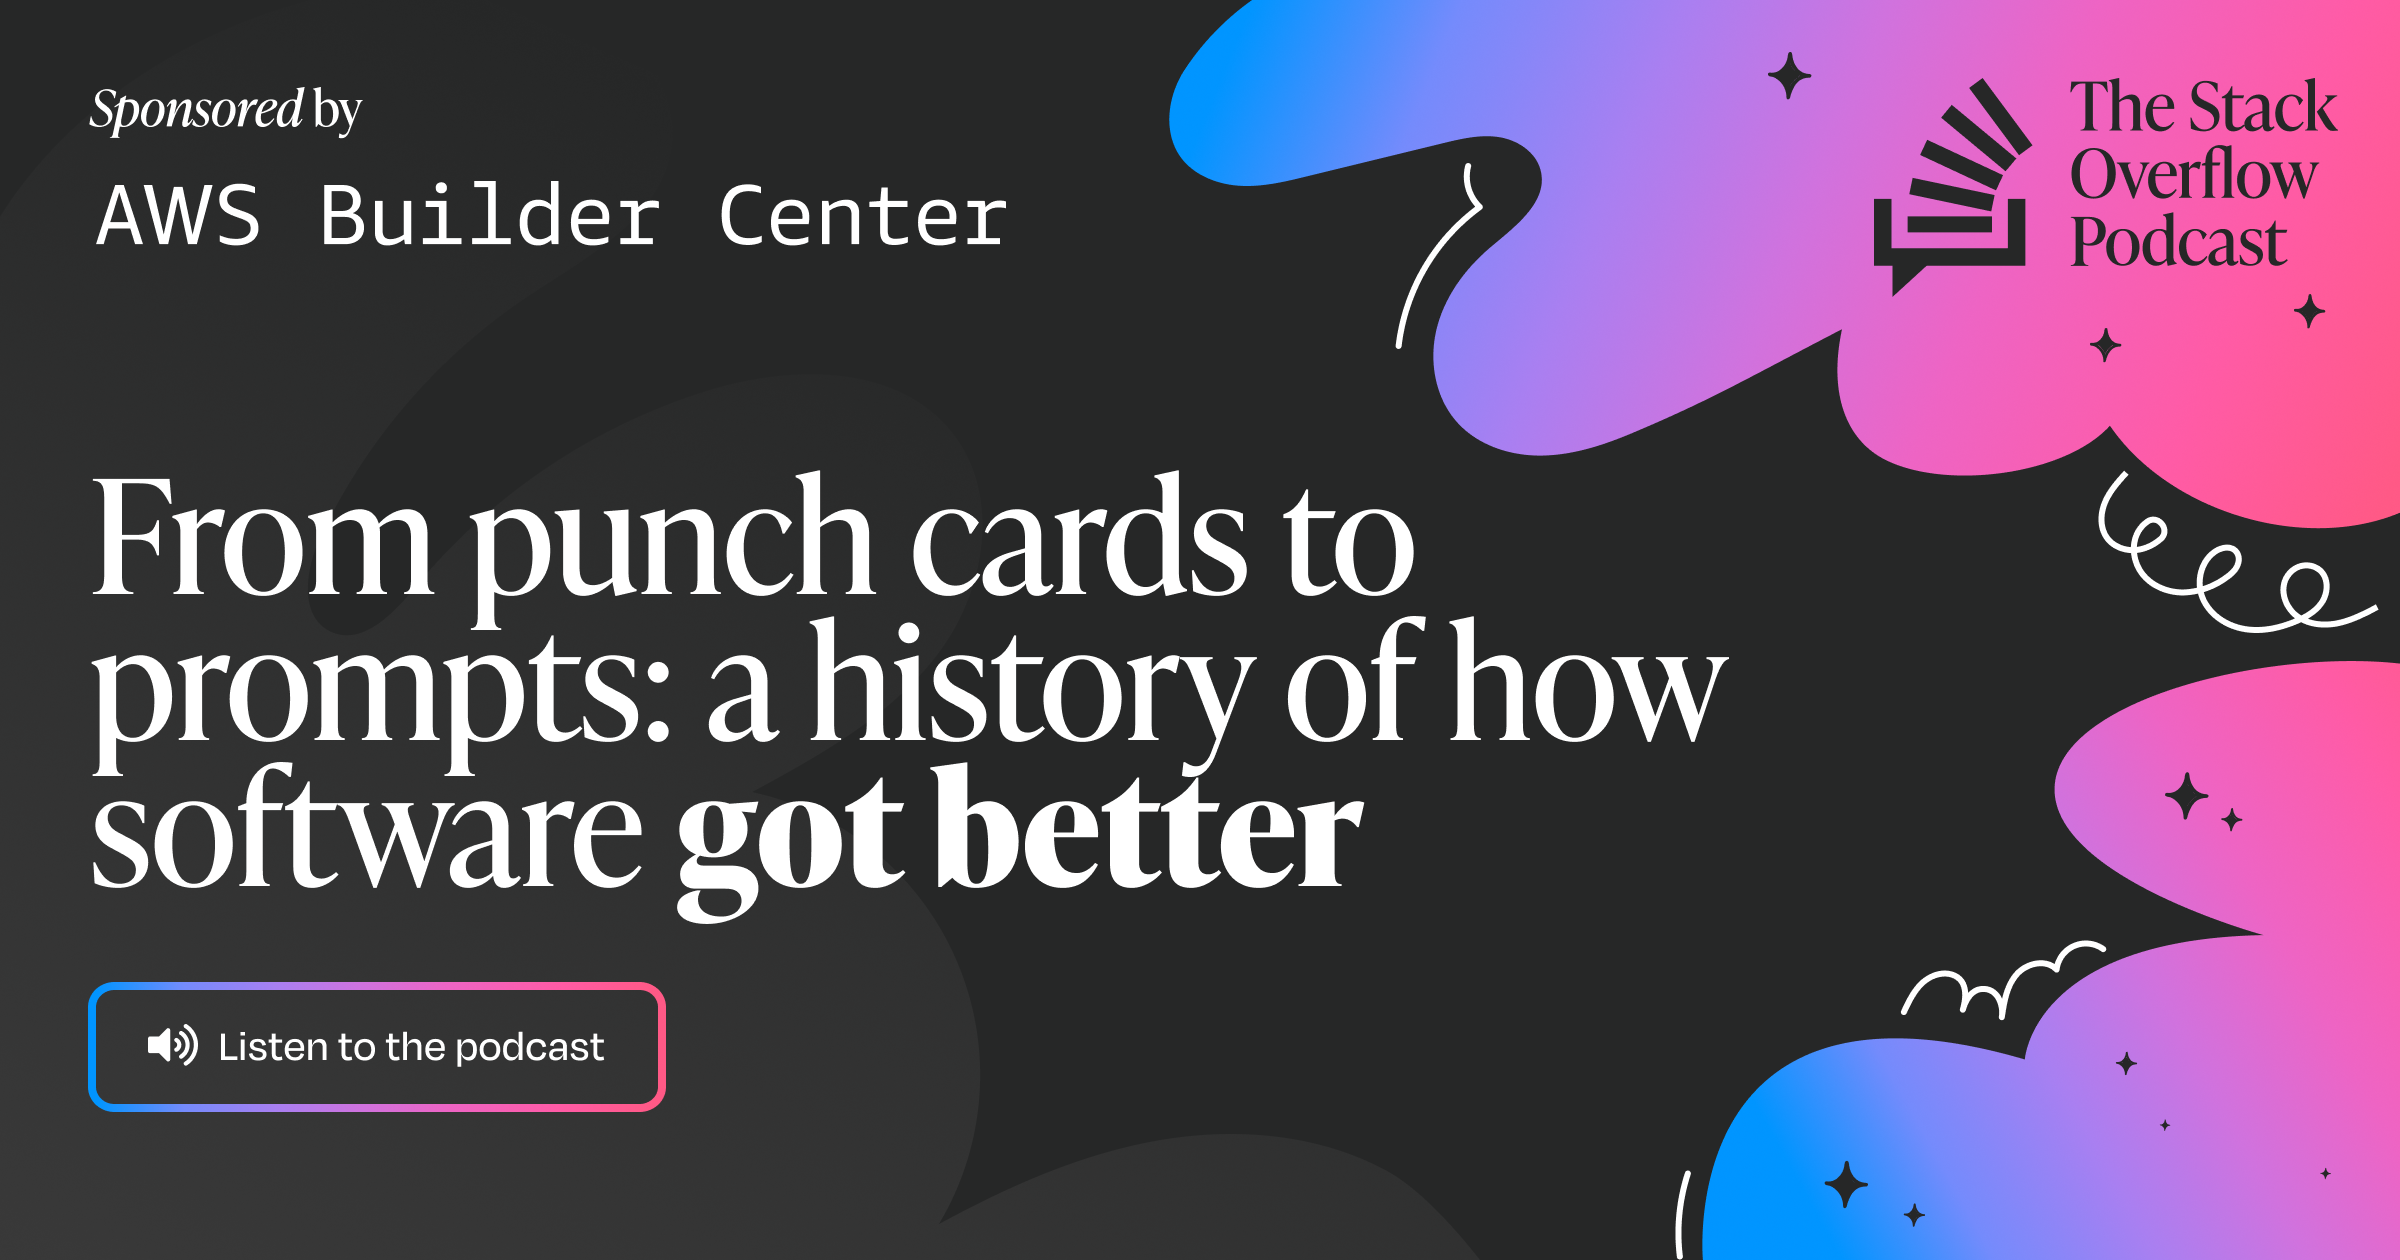 Sponsored by
AWS Builder Center
The Stack
Overflow
Podcast
From punch cards to
prompts: a history of how
software got better
Listen to the podcast